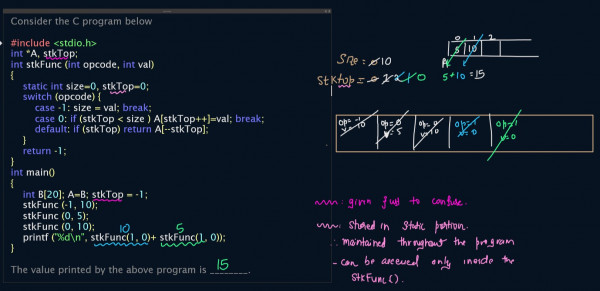 Consider the C program below
#include <stdio.h>
int *A, stkTop;
int stkFunc (int opcode, int val)
{
static int size=0, stkTop=0;
switch (opcode) {
case -1: size = val; break;
case 0: if (stkTop < size ) A[stkTop++]=val; break;
default: if (stkTop) return A[--stkTop];
}
return -1;
}
int main()
{
int B[20]; A=B; stkTop = -1;
stkFunc (-1, 10);
stkFunc (0, 5);
stkFunc (0, 10);
10 5
printf ("%d\n", stkFunc(1, 0)+ stkFunc(1, 0));
}
The value printed by the above program is 15.
0 1 2
5 10
A
5+10=15
Size = 0 10
Stktop = 0 1 2 1 0
op=-1 op=0 op=0 op=1 op=1
v=10 v=5 v=10 v=0 v=0
: given just to confuse.
: Stored in static portion.
∴ maintained throughout the program
- can be accessed only inside the
StkFunc().